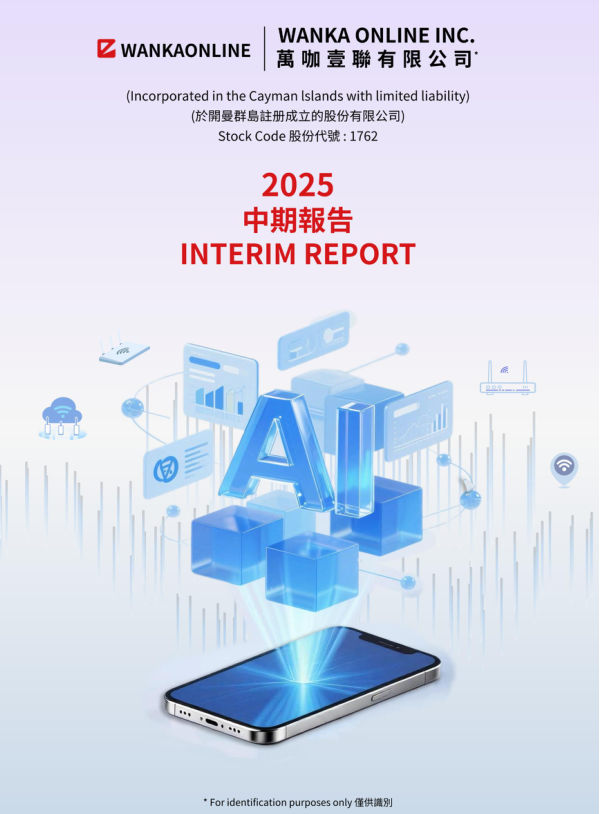 WANKAONLINE
WANKA ONLINE INC.
萬咖壹聯有限公司*
(Incorporated in the Cayman Islands with limited liability)
(於開曼群島註册成立的股份有限公司)
Stock Code 股份代號 : 1762
2025
中期報告
INTERIM REPORT
AI
* For identification purposes only 僅供識別